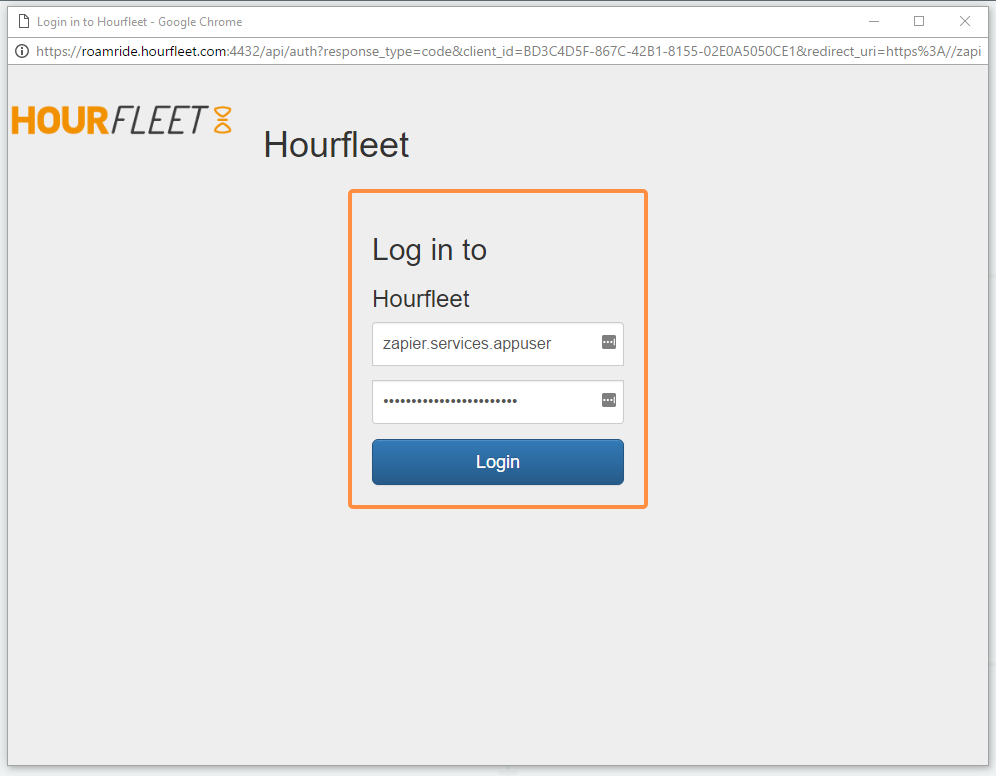 Login in to Hourfleet - Google Chrome
https://roamride.hourfleet.com:4432/api/auth?response_type=code&client_id=BD3C4D5F-867C-42B1-8155-02E0A5050CE1&redirect_uri=https%3A//zapi
HOURFLEET
Hourfleet
Log in to
Hourfleet
zapier.services.appuser
••••••••••••••••••••••••
Login